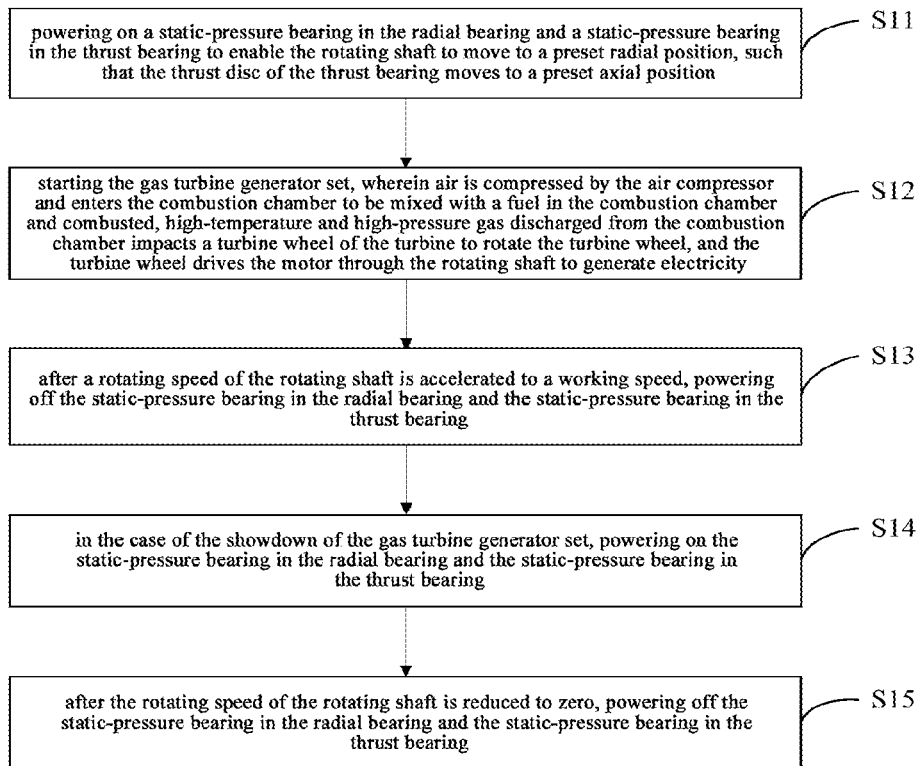 powering on a static-pressure bearing in the radial bearing and a static-pressure bearing
in the thrust bearing to enable the rotating shaft to move to a preset radial position, such
that the thrust disc of the thrust bearing moves to a preset axial position
S11
starting the gas turbine generator set, wherein air is compressed by the air compressor
and enters the combustion chamber to be mixed with a fuel in the combustion chamber
and combusted, high-temperature and high-pressure gas discharged from the combustion
chamber impacts a turbine wheel of the turbine to rotate the turbine wheel, and the
turbine wheel drives the motor through the rotating shaft to generate electricity
S12
after a rotating speed of the rotating shaft is accelerated to a working speed, powering
off the static-pressure bearing in the radial bearing and the static-pressure bearing in the
thrust bearing
S13
in the case of the showdown of the gas turbine generator set, powering on the
static-pressure bearing in the radial bearing and the static-pressure bearing in
the thrust bearing
S14
after the rotating speed of the rotating shaft is reduced to zero, powering off the
static-pressure bearing in the radial bearing and the static-pressure bearing in the
thrust bearing
S15